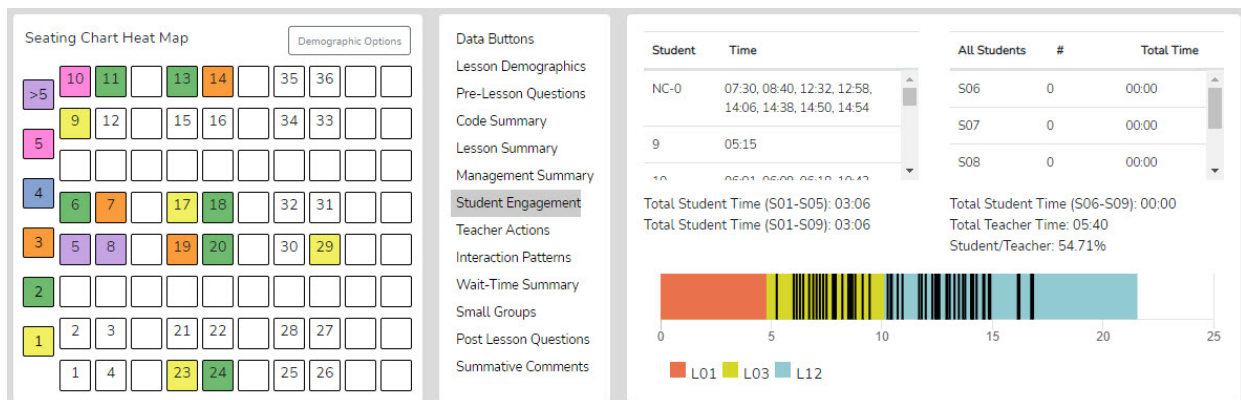 Seating Chart Heat Map
Demographic Options
>5
5
4
3
2
1
10 11 13 14 35 36
9 12 15 16 34 33
6 7 17 18 32 31
5 8 19 20 30 29
2 3 21 22 28 27
1 4 23 24 25 26
Data Buttons
Lesson Demographics
Pre-Lesson Questions
Code Summary
Lesson Summary
Management Summary
Student Engagement
Teacher Actions
Interaction Patterns
Wait-Time Summary
Small Groups
Post Lesson Questions
Summative Comments
Student Time
NC-0 07:30, 08:40, 12:32, 12:58,
14:06, 14:38, 14:50, 14:54
9 05:15
Total Student Time (S01-S05): 03:06
Total Student Time (S01-S09): 03:06
All Students # Total Time
S06 0 00:00
S07 0 00:00
S08 0 00:00
Total Student Time (S06-S09): 00:00
Total Teacher Time: 05:40
Student/Teacher: 54.71%
0 5 10 15 20 25
L01 L03 L12